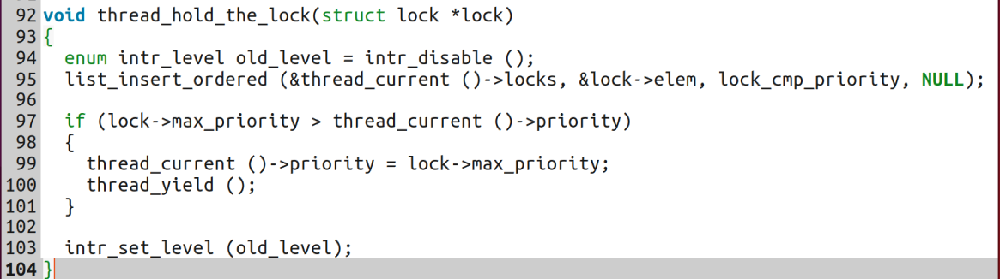 92 void thread_hold_the_lock(struct lock *lock)
93 {
94   enum intr_level old_level = intr_disable ();
95   list_insert_ordered (&thread_current ()->locks, &lock->elem, lock_cmp_priority, NULL);
96
97   if (lock->max_priority > thread_current ()->priority)
98   {
99     thread_current ()->priority = lock->max_priority;
100     thread_yield ();
101   }
102
103   intr_set_level (old_level);
104 }